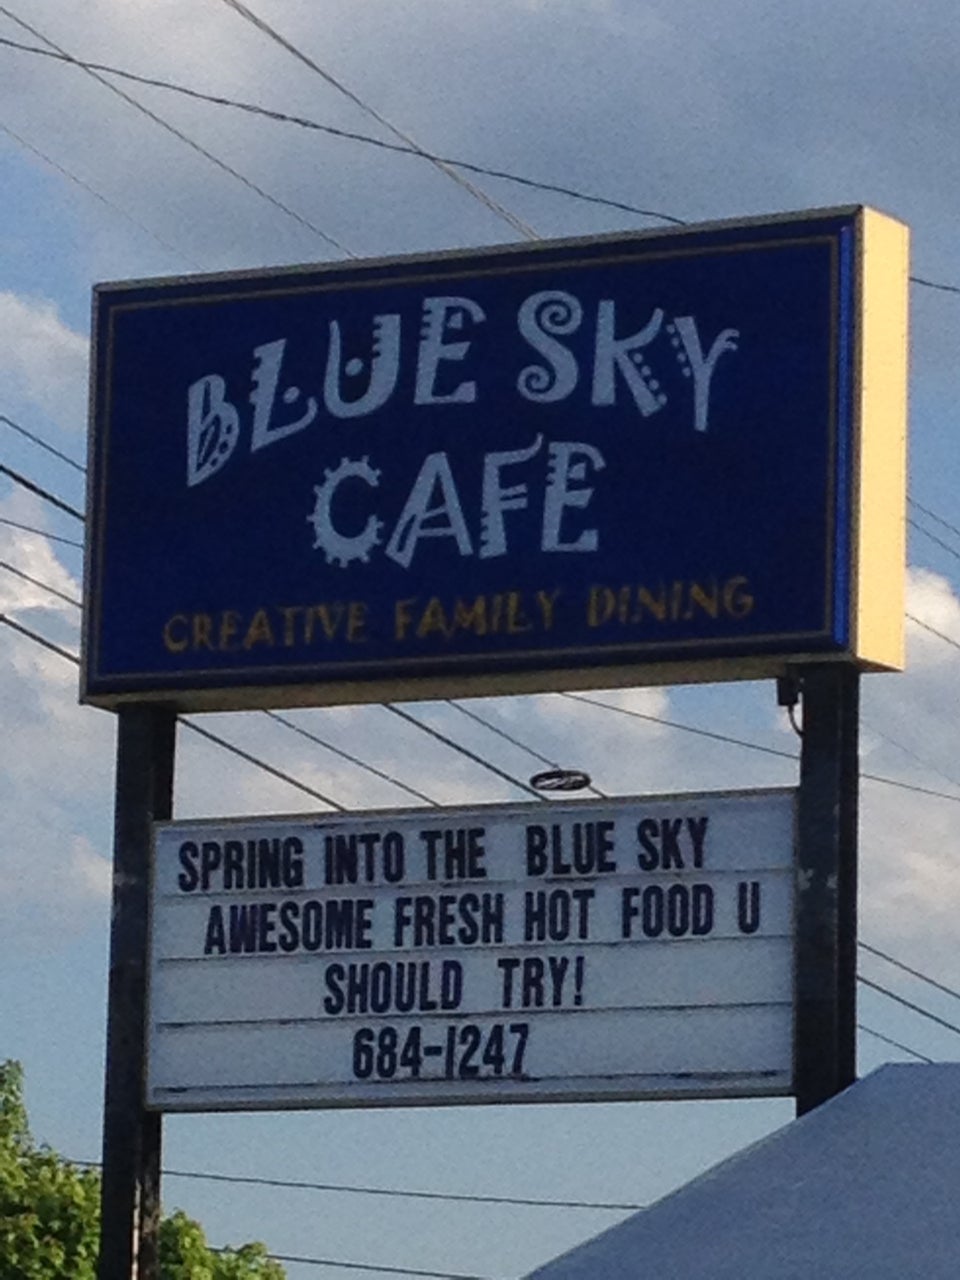 BLUE SKY
CAFE
CREATIVE FAMILY DINING
SPRING INTO THE BLUE SKY
AWESOME FRESH HOT FOOD U
SHOULD TRY!
684-1247